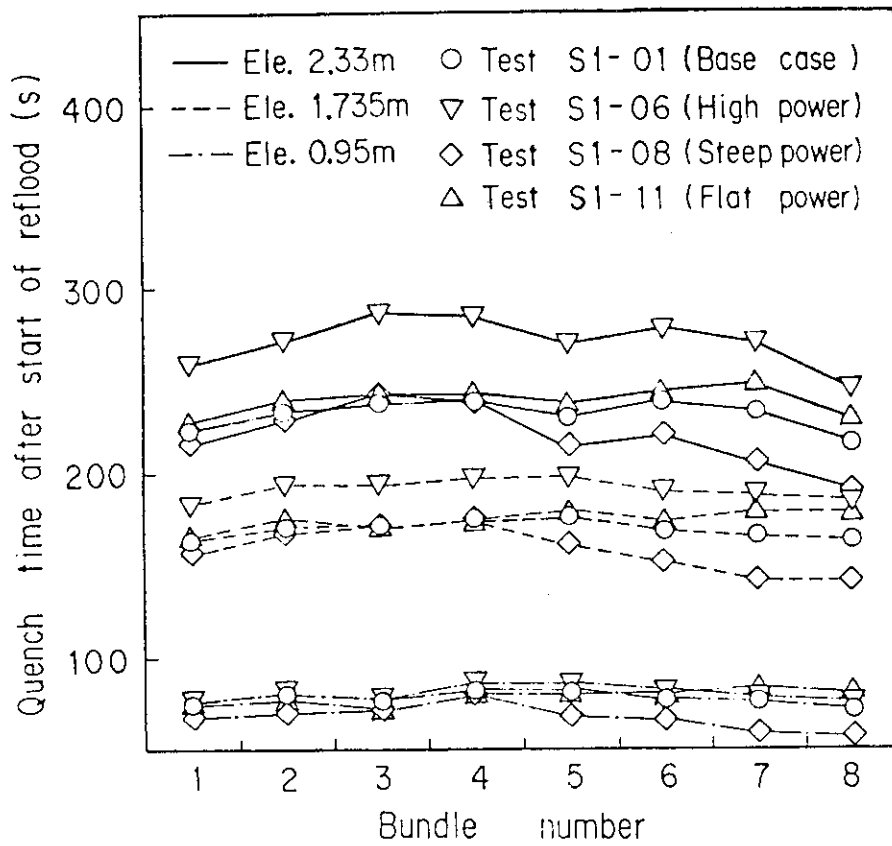 Ele. 2.33m
Ele. 1.735m
Ele. 0.95m
Test S1-01 (Base case)
Test S1-06 (High power)
Test S1-08 (Steep power)
Test S1-11 (Flat power)
Quench time after start of reflood (s)
400
300
200
100
1 2 3 4 5 6 7 8
Bundle number